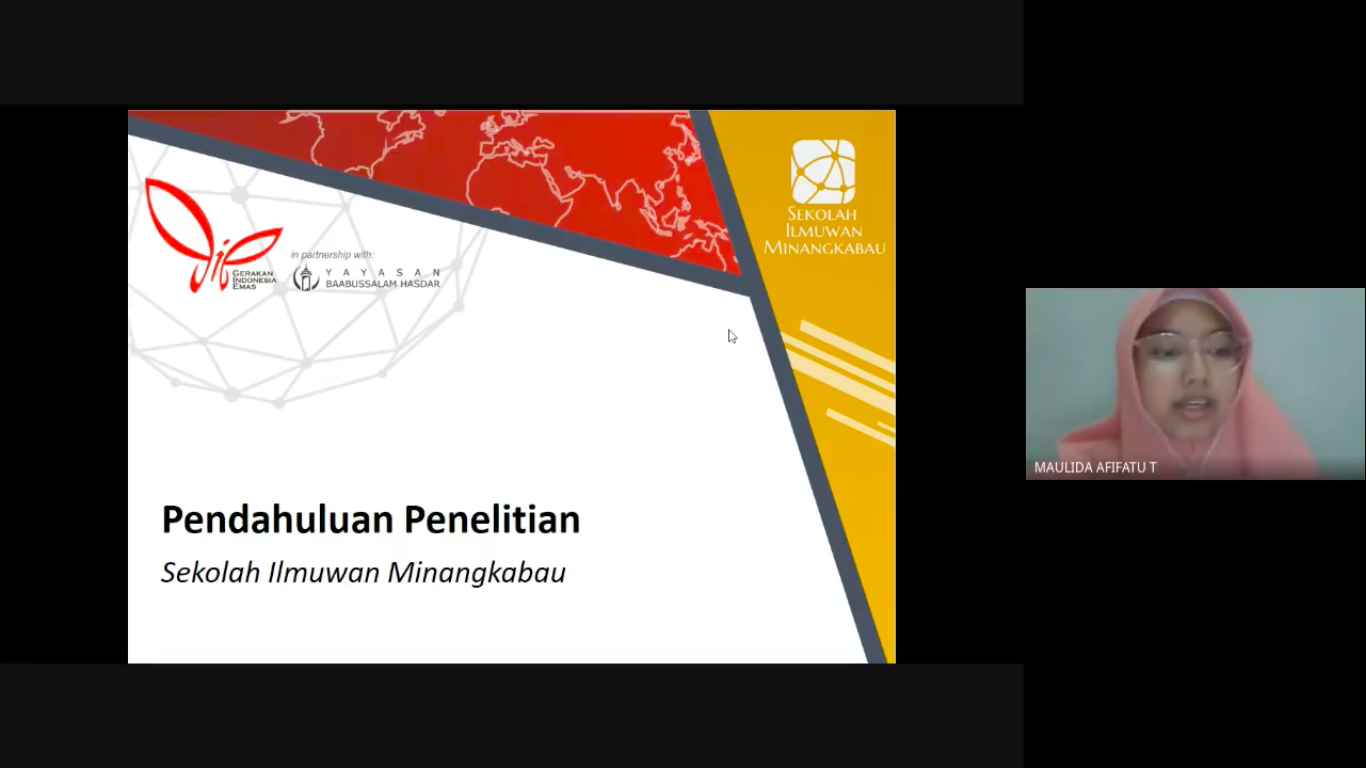 GERAKAN
INDONESIA
EMAS
in partnership with:
YAYASAN
BAABUSSALAM HASDAR
SEKOLAH
ILMUWAN
MINANGKABAU
Pendahuluan Penelitian
Sekolah Ilmuwan Minangkabau
MAULIDA AFIFATU T